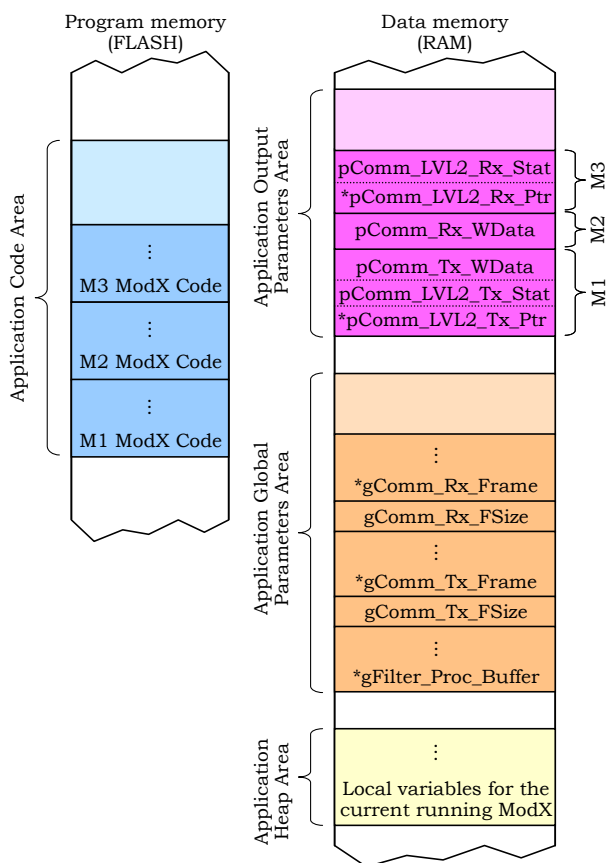 Program memory
(FLASH)
Application Code Area
⋮
M3 ModX Code
⋮
M2 ModX Code
⋮
M1 ModX Code
Data memory
(RAM)
Application Output
Parameters Area
pComm_LVL2_Rx_Stat
*pComm_LVL2_Rx_Ptr
pComm_Rx_WData
pComm_Tx_WData
pComm_LVL2_Tx_Stat
*pComm_LVL2_Tx_Ptr
M3
M2
M1
Application Global
Parameters Area
⋮
*gComm_Rx_Frame
gComm_Rx_FSize
⋮
*gComm_Tx_Frame
gComm_Tx_FSize
⋮
*gFilter_Proc_Buffer
Application
Heap Area
⋮
Local variables for the
current running ModX